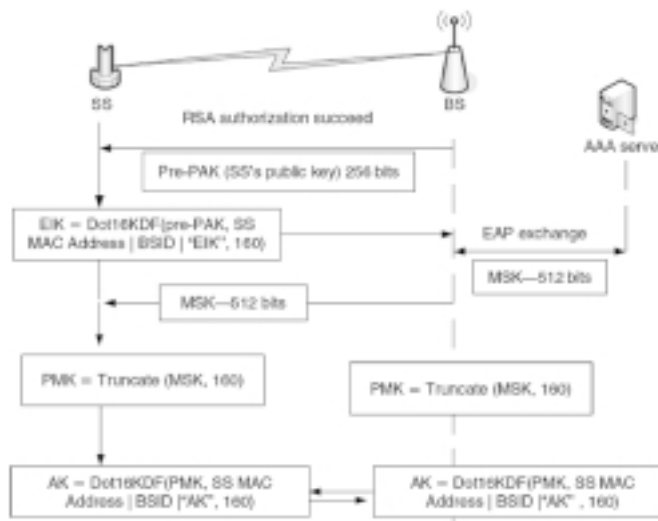 SS
BS
RSA authorization succeed
AAA server
Pre-PAK (SS's public key) 256 bits
EIK = Dot16KDF(pre-PAK, SS
MAC Address | BSID | "EIK", 160)
EAP exchange
MSK—512 bits
MSK—512 bits
PMK = Truncate (MSK, 160)
PMK = Truncate (MSK, 160)
AK = Dot16KDF(PMK, SS MAC
Address | BSID |"AK", 160)
AK = Dot16KDF(PMK, SS MAC
Address | BSID |"AK" , 160)